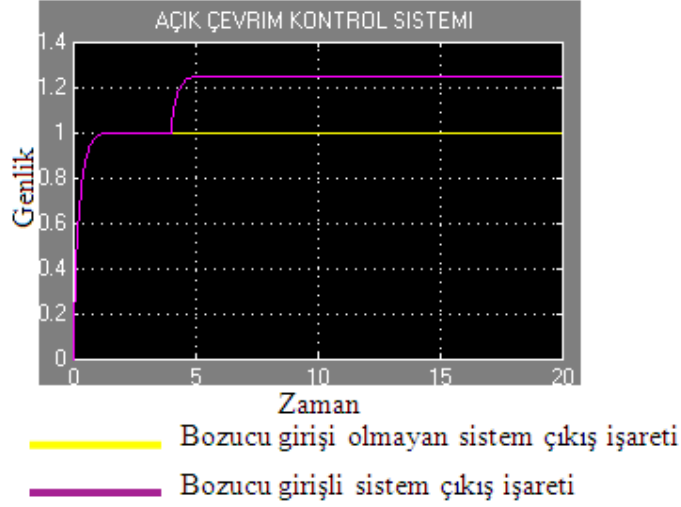 AÇIK ÇEVRIM KONTROL SISTEMI
1.4
1.2
1
0.8
0.6
0.4
0.2
0
Genlik
0 5 10 15 20
Zaman
Bozucu girişi olmayan sistem çıkış işareti
Bozucu girişli sistem çıkış işareti